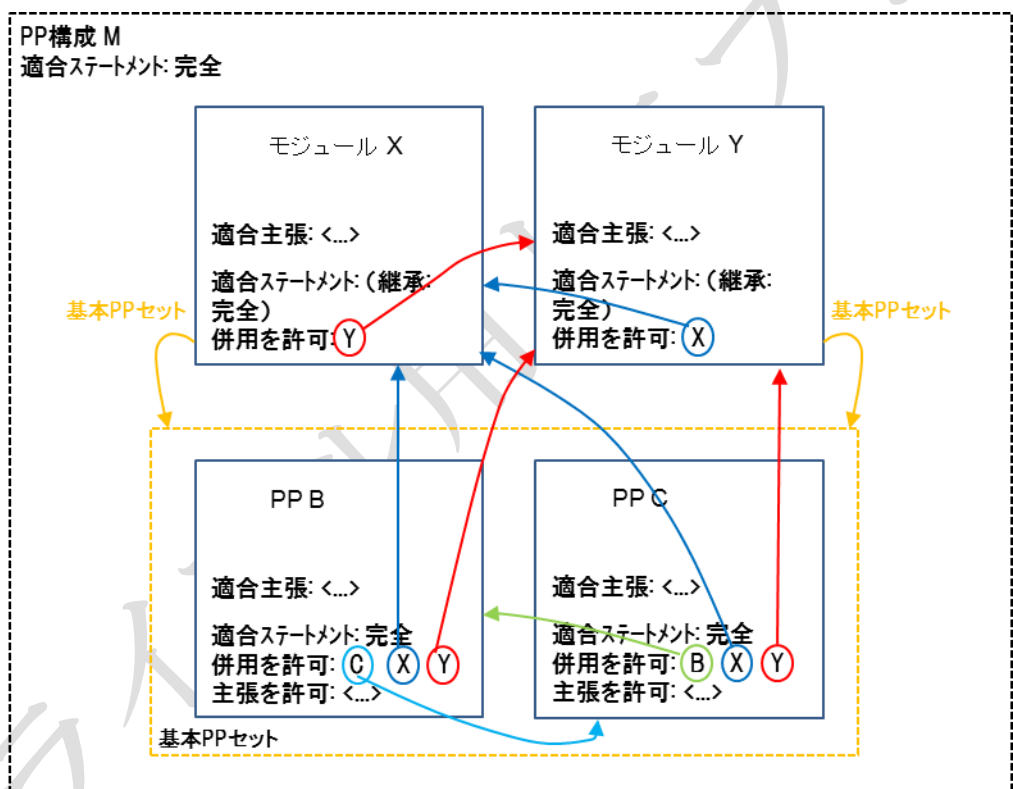 PP構成 M
適合ステートメント: 完全
モジュール X
適合主張: <...>
適合ステートメント: (継承:
完全)
併用を許可: Y
モジュール Y
適合主張: <...>
適合ステートメント: (継承:
完全)
併用を許可: X
基本PPセット
基本PPセット
PP B
適合主張: <...>
適合ステートメント: 完全
併用を許可: C X Y
主張を許可: <...>
PP C
適合主張: <...>
適合ステートメント: 完全
併用を許可: B X Y
主張を許可: <...>
基本PPセット